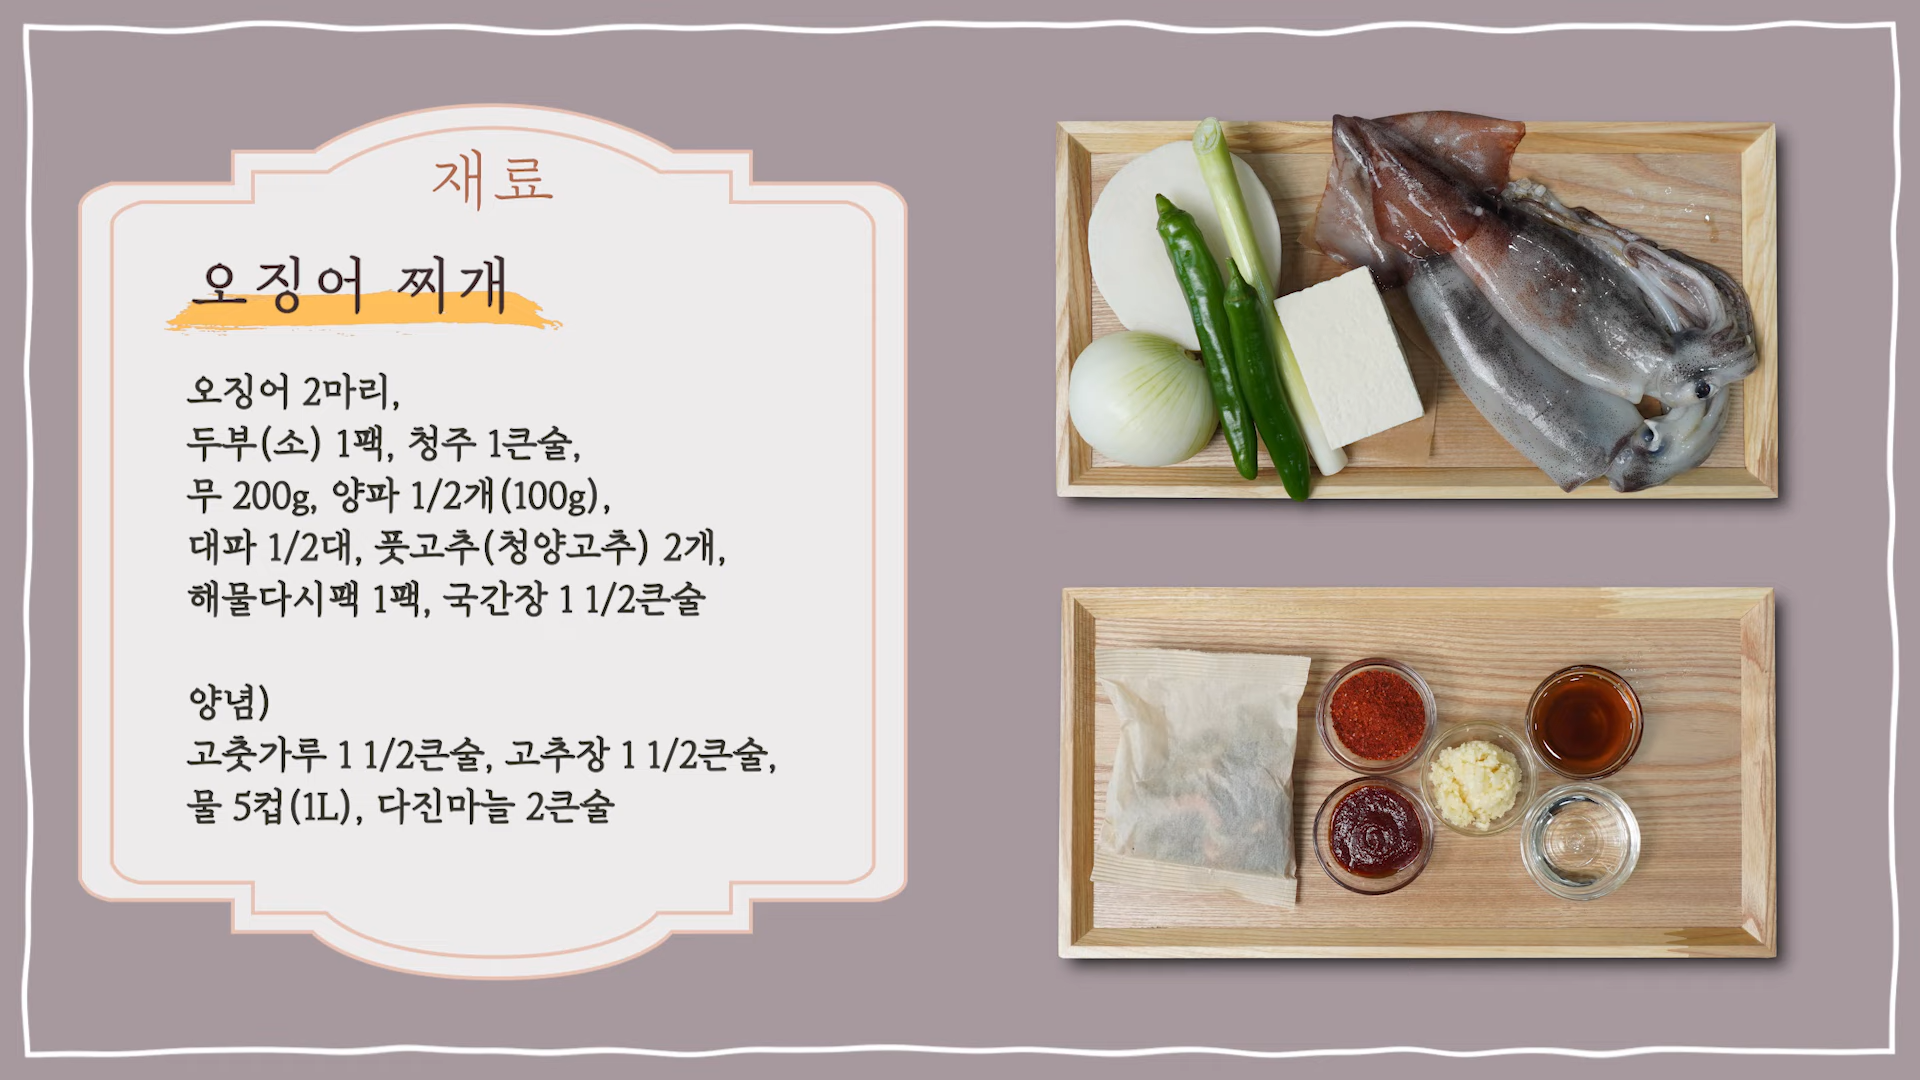 재료
오징어 찌개
오징어 2마리,
두부(소) 1팩, 청주 1큰술,
무 200g, 양파 1/2개(100g),
대파 1/2대, 풋고추(청양고추) 2개,
해물다시팩 1팩, 국간장 1 1/2큰술
양념)
고춧가루 1 1/2큰술, 고추장 1 1/2큰술,
물 5컵(1L), 다진마늘 2큰술